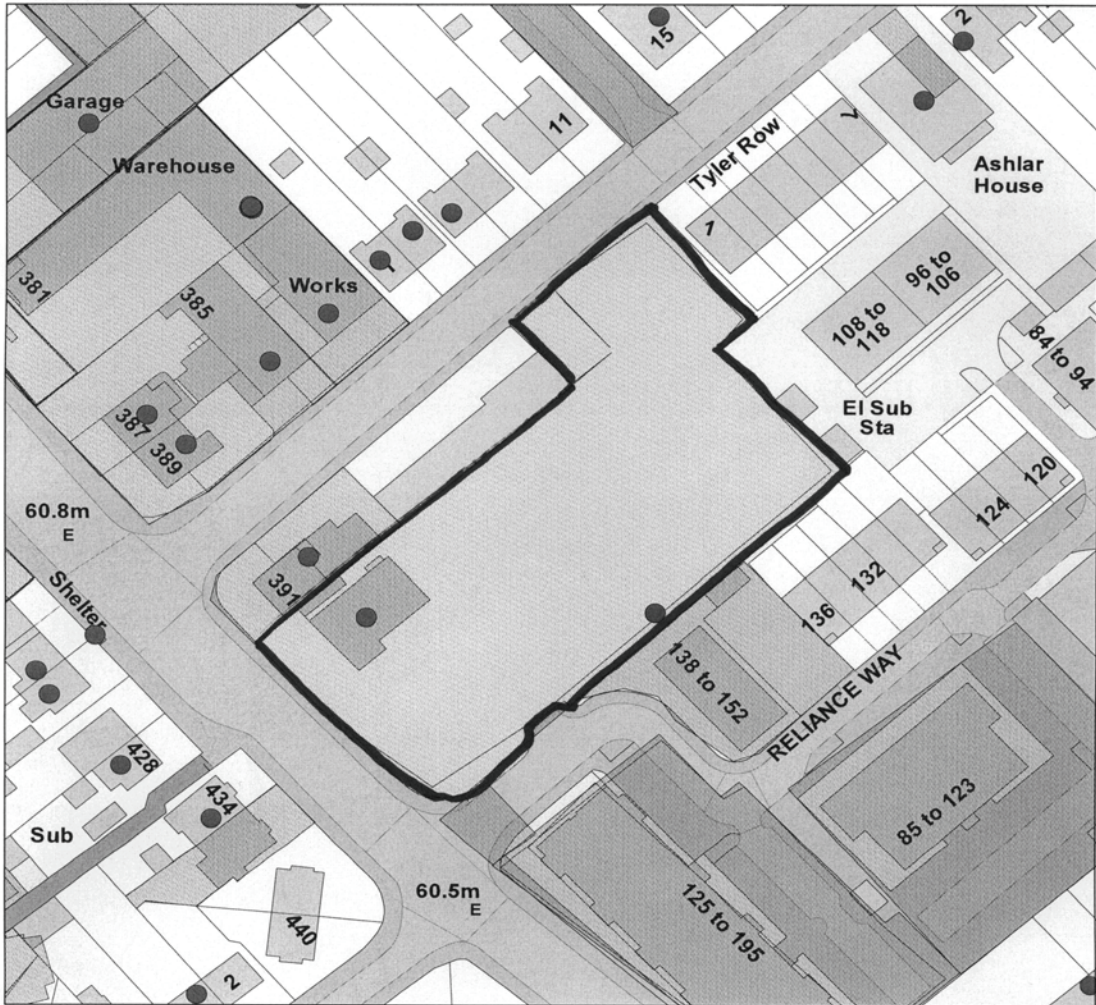 2
15
Garage
11
Tyler Row
7
Warehouse
Ashlar
House
1
1
381
385
Works
96 to
106
108 to
118
84 to 94
387
389
El Sub
Sta
120
124
60.8m
E
Shelter
391
132
136
138 to 152
RELIANCE WAY
428
434
Sub
85 to 123
60.5m
E
440
125 to 195
2